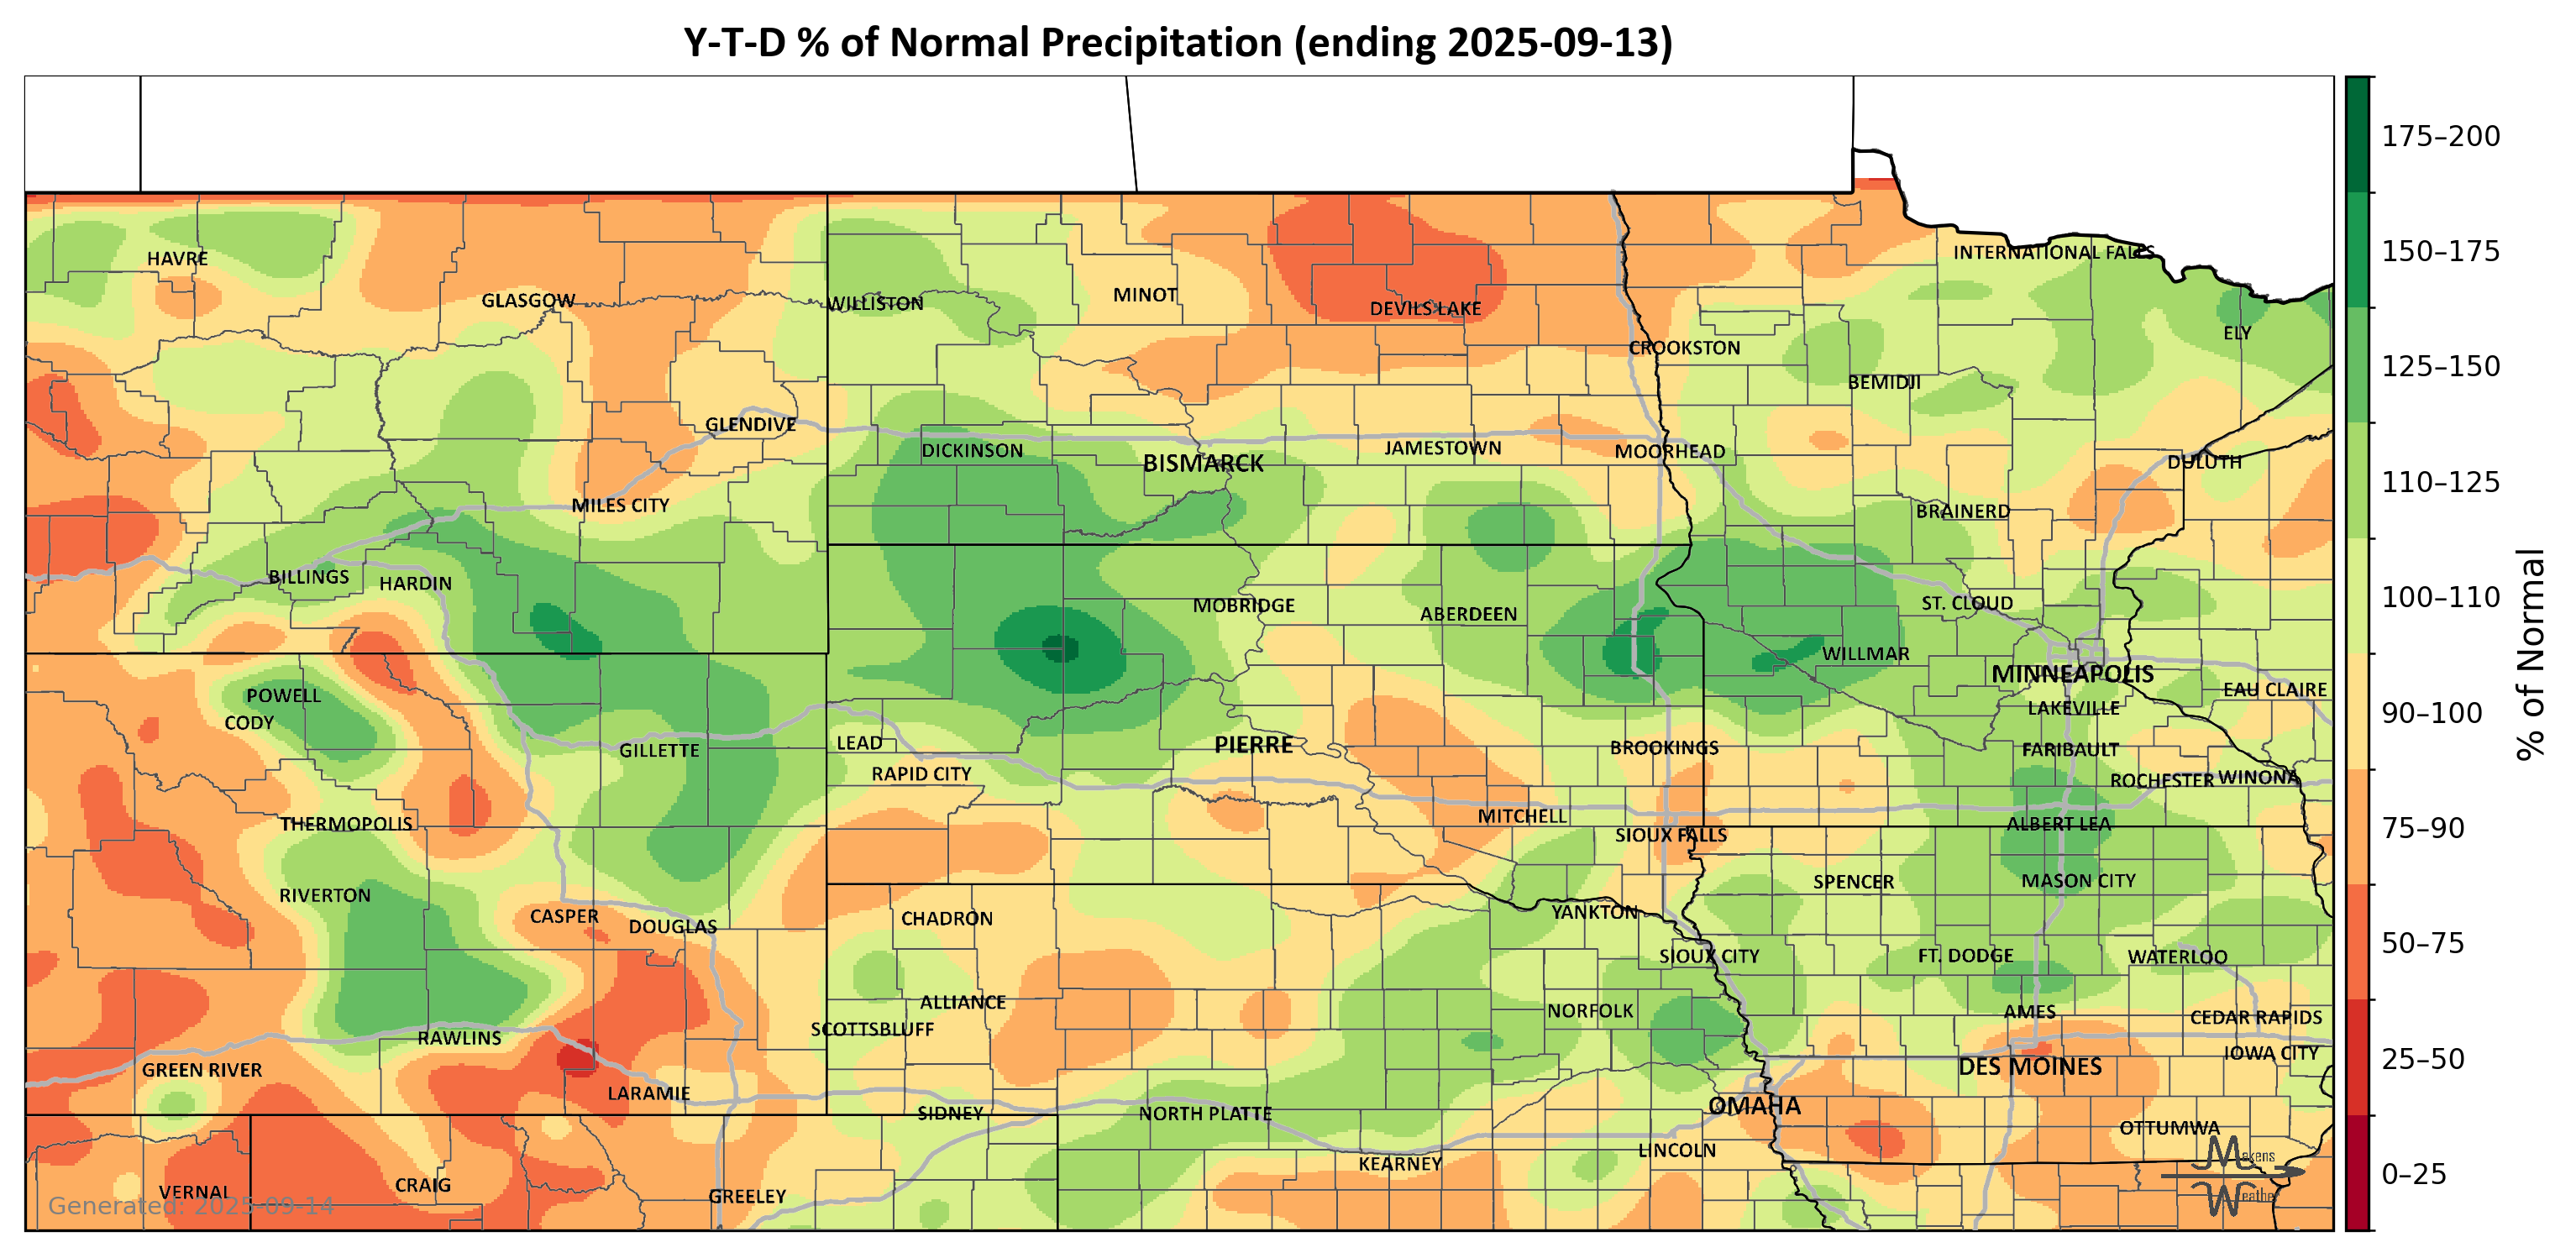 Y-T-D % of Normal Precipitation (ending 2025-09-13)
175–200
150–175
125–150
110–125
100–110
90–100
75–90
50–75
25–50
0–25
% of Normal
HAVRE
GLASGOW
WILLISTON
MINOT
DEVILS LAKE
INTERNATIONAL FALLS
ELY
CROOKSTON
BEMIDJI
GLENDIVE
DICKINSON
BISMARCK
JAMESTOWN
MOORHEAD
DULUTH
MILES CITY
BRAINERD
BILLINGS
HARDIN
MOBRIDGE
ABERDEEN
ST. CLOUD
WILLMAR
MINNEAPOLIS
EAU CLAIRE
POWELL
CODY
LAKEVILLE
GILLETTE
LEAD
PIERRE
BROOKINGS
FARIBAULT
RAPID CITY
ROCHESTER
WINONA
THERMOPOLIS
MITCHELL
SIOUX FALLS
ALBERT LEA
RIVERTON
SPENCER
MASON CITY
CASPER
DOUGLAS
CHADRON
YANKTON
SIOUX CITY
FT. DODGE
WATERLOO
ALLIANCE
NORFOLK
AMES
CEDAR RAPIDS
SCOTTSBLUFF
RAWLINS
IOWA CITY
GREEN RIVER
DES MOINES
LARAMIE
OMAHA
SIDNEY
NORTH PLATTE
OTTUMWA
LINCOLN
KEARNEY
VERNAL
CRAIG
GREELEY
Generated: 2025-09-14
Makens
Weather